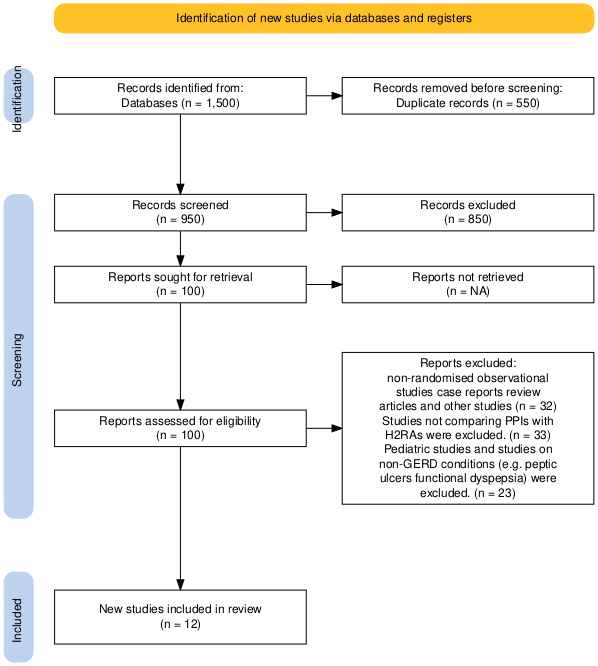 Identification of new studies via databases and registers
Identification
Records identified from:
Databases (n = 1,500)
Records removed before screening:
Duplicate records (n = 550)
Screening
Records screened
(n = 950)
Records excluded
(n = 850)
Reports sought for retrieval
(n = 100)
Reports not retrieved
(n = NA)
Reports assessed for eligibility
(n = 100)
Reports excluded:
non-randomised observational
studies case reports review
articles and other studies (n = 32)
Studies not comparing PPIs with
H2RAs were excluded. (n = 33)
Pediatric studies and studies on
non-GERD conditions (e.g. peptic
ulcers functional dyspepsia) were
excluded. (n = 23)
Included
New studies included in review
(n = 12)